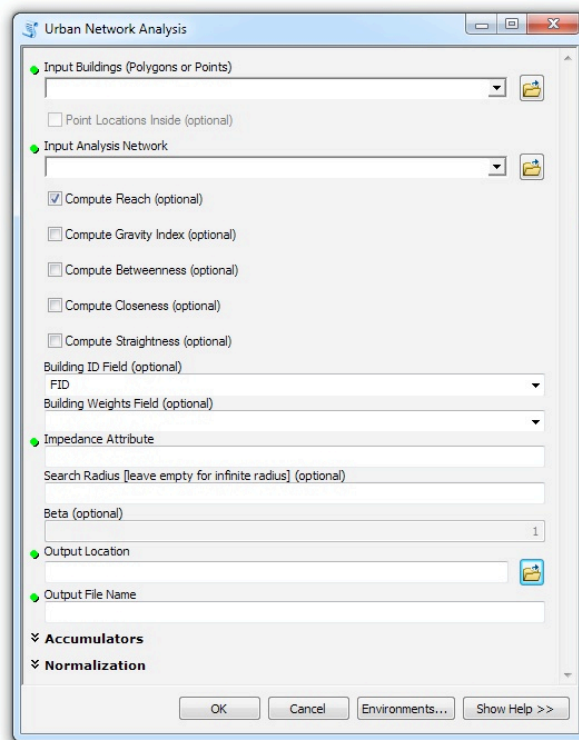 Urban Network Analysis
Input Buildings (Polygons or Points)
Point Locations Inside (optional)
Input Analysis Network
Compute Reach (optional)
Compute Gravity Index (optional)
Compute Betweenness (optional)
Compute Closeness (optional)
Compute Straightness (optional)
Building ID Field (optional)
FID
Building Weights Field (optional)
Impedance Attribute
Search Radius [leave empty for infinite radius] (optional)
Beta (optional)
1
Output Location
Output File Name
Accumulators
Normalization
OK Cancel Environments... Show Help >>